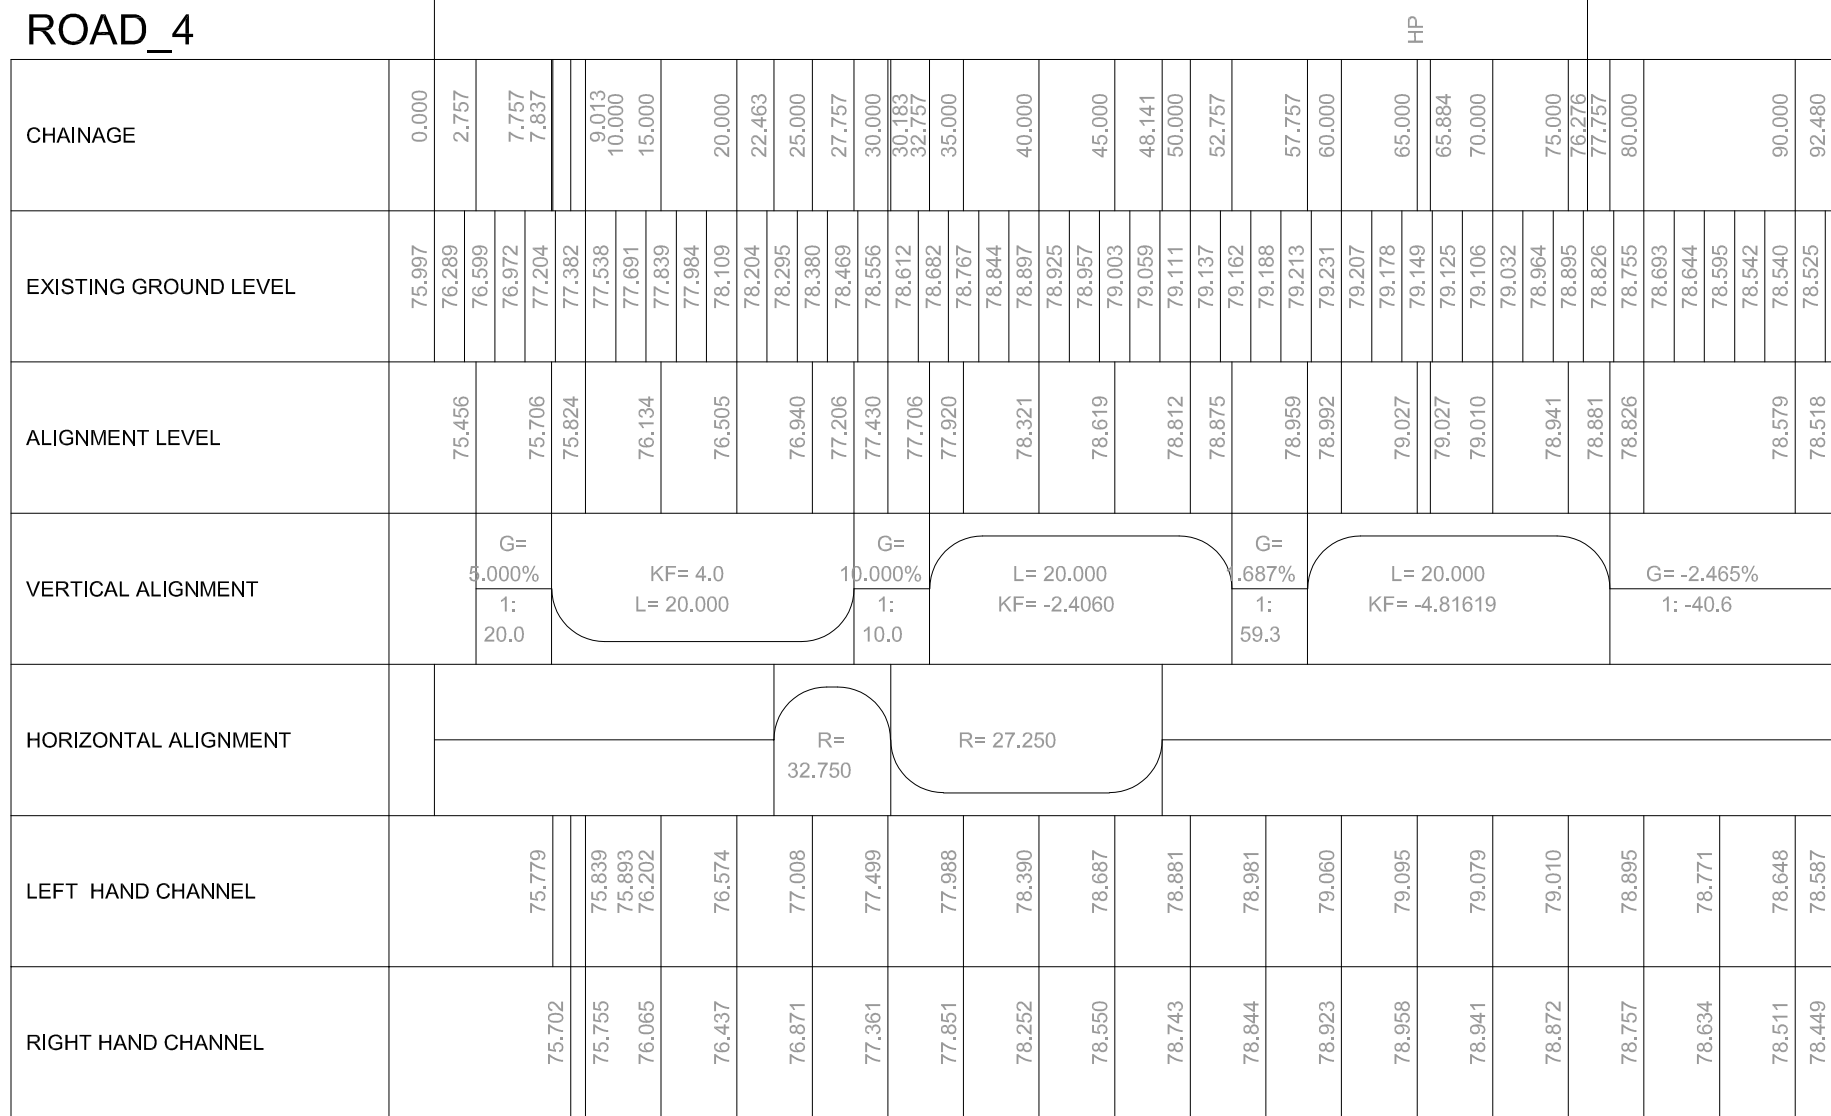 ROAD_4
HP
CHAINAGE
0.000 2.757 7.757 7.837 9.013 10.000 15.000 20.000 22.463 25.000 27.757 30.000 30.183 32.757 35.000 40.000 45.000 48.141 50.000 52.757 57.757 60.000 65.000 65.884 70.000 75.000 76.276 77.757 80.000 90.000 92.480
EXISTING GROUND LEVEL
75.997 76.289 76.599 76.972 77.204 77.382 77.538 77.691 77.839 77.984 78.109 78.204 78.295 78.380 78.469 78.556 78.612 78.682 78.767 78.844 78.897 78.925 78.957 79.003 79.059 79.111 79.137 79.162 79.188 79.213 79.231 79.207 79.178 79.149 79.125 79.106 79.032 78.964 78.895 78.826 78.755 78.693 78.644 78.595 78.542 78.540 78.525
ALIGNMENT LEVEL
75.456 75.706 75.824 76.134 76.505 76.940 77.206 77.430 77.706 77.920 78.321 78.619 78.812 78.875 78.959 78.992 79.027 79.027 79.010 78.941 78.881 78.826 78.579 78.518
VERTICAL ALIGNMENT
G=
5.000%
1:
20.0
KF= 4.0
L= 20.000
G=
10.000%
1:
10.0
L= 20.000
KF= -2.4060
G=
.687%
1:
59.3
L= 20.000
KF= -4.81619
G= -2.465%
1: -40.6
HORIZONTAL ALIGNMENT
R=
32.750
R= 27.250
LEFT HAND CHANNEL
75.779 75.839 75.893 76.202 76.574 77.008 77.499 77.988 78.390 78.687 78.881 78.981 79.060 79.095 79.079 79.010 78.895 78.771 78.648 78.587
RIGHT HAND CHANNEL
75.702 75.755 76.065 76.437 76.871 77.361 77.851 78.252 78.550 78.743 78.844 78.923 78.958 78.941 78.872 78.757 78.634 78.511 78.449